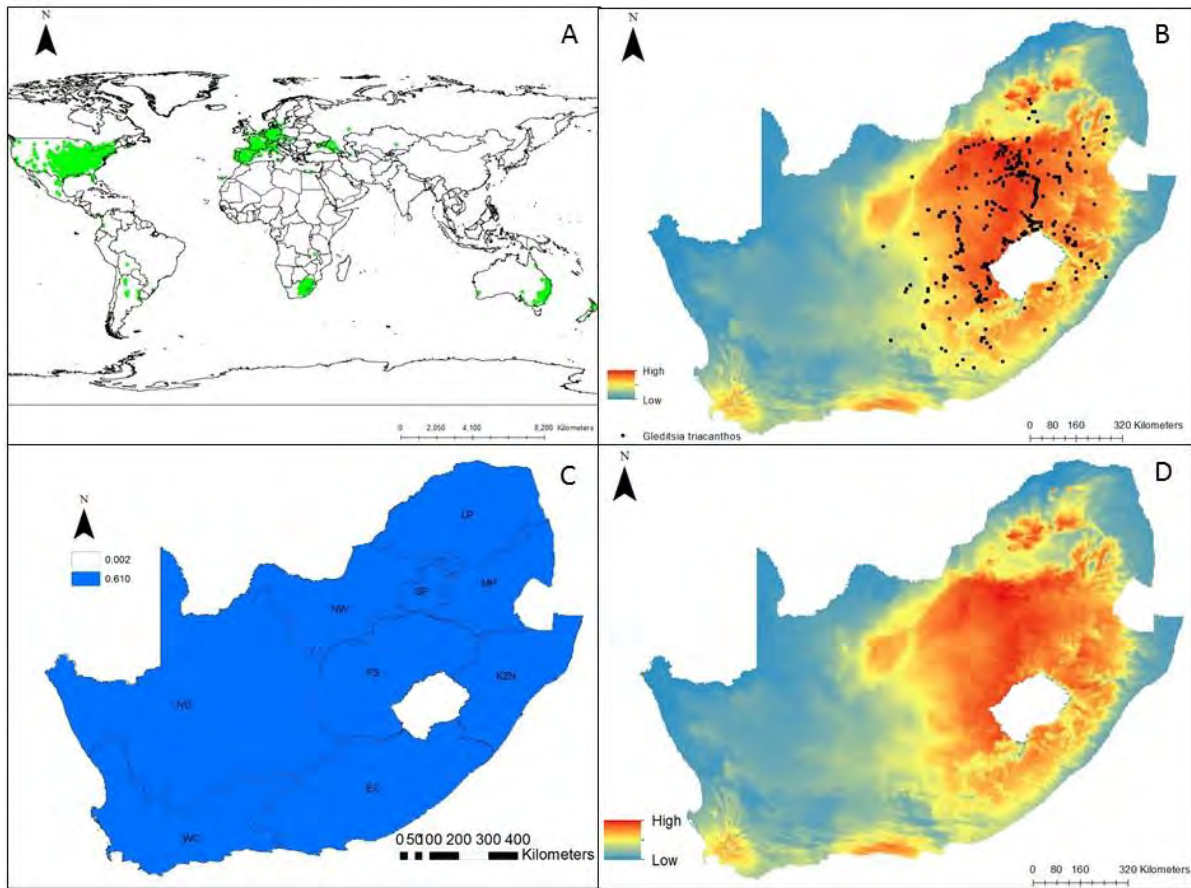 N
A
0 2,050 4,100 8,200 Kilometers
N
B
High
Low
Gleditsia triacanthos
0 80 160 320 Kilometers
N
C
0.002
0.610
LP
MP
GP
NW
FS
KZN
NC
EC
WC
0 50 100 200 300 400
Kilometers
N
D
High
Low
0 80 160 320 Kilometers